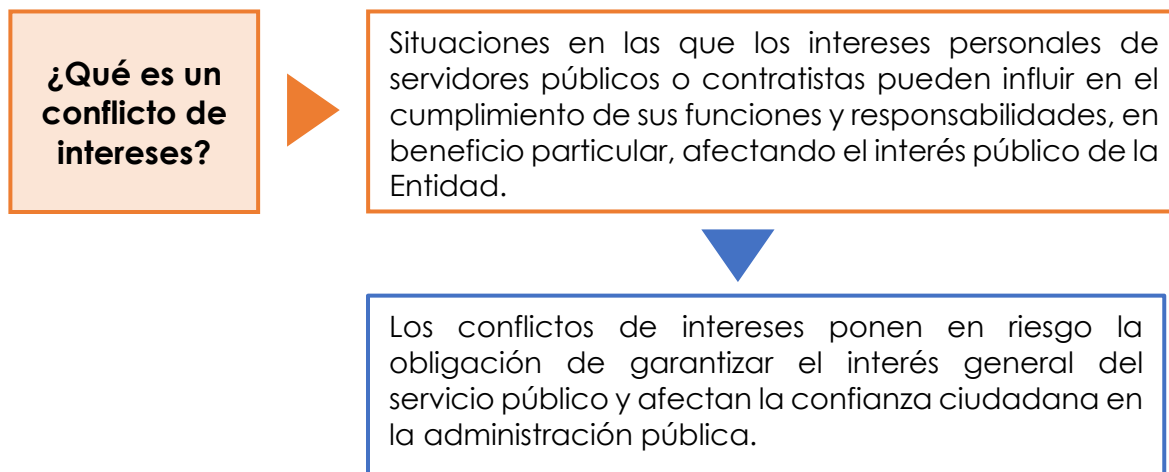 ¿Qué es un
conflicto de
intereses?
Situaciones en las que los intereses personales de
servidores públicos o contratistas pueden influir en el
cumplimiento de sus funciones y responsabilidades, en
beneficio particular, afectando el interés público de la
Entidad.
Los conflictos de intereses ponen en riesgo la
obligación de garantizar el interés general del
servicio público y afectan la confianza ciudadana en
la administración pública.